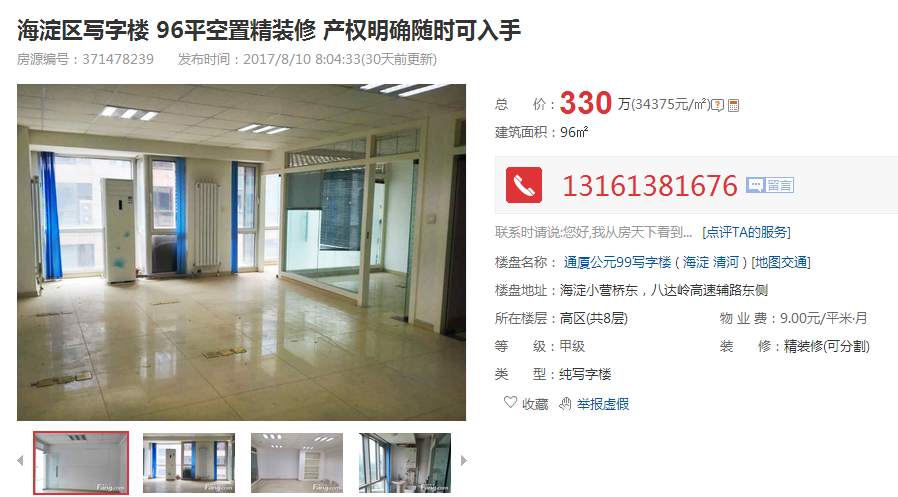 海淀区写字楼 96平空置精装修 产权明确随时可入手
房源编号：371478239 发布时间：2017/8/10 8:04:33(30天前更新)
总 价：330 万(34375元/㎡)
建筑面积：96㎡
13161381676 留言
联系时请说:您好,我从房天下看到... [点评TA的服务]
楼盘名称： 通厦公元99写字楼 ( 海淀 清河 ) [地图交通]
楼盘地址：海淀小营桥东，八达岭高速辅路东侧
所在楼层：高区(共8层) 物 业 费：9.00元/平米·月
等 级：甲级 装 修：精装修(可分割)
类 型：纯写字楼
收藏 举报虚假
Fang.com Fang.com Fang.com Fang.com